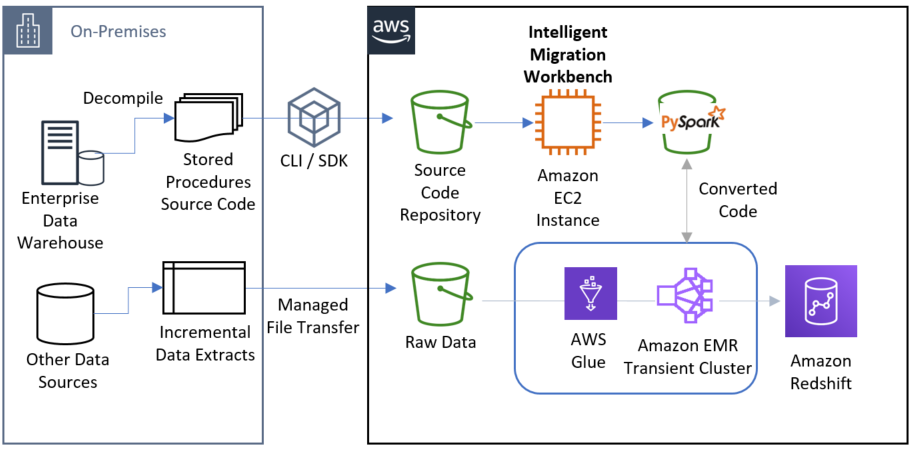 On-Premises
aws
Intelligent
Migration
Workbench
Decompile
PySpark
CLI / SDK
Stored
Procedures
Source Code
Source
Code
Repository
Amazon
EC2
Instance
Converted
Code
Enterprise
Data
Warehouse
Managed
File Transfer
Other Data
Sources
Incremental
Data Extracts
Raw Data
AWS
Glue
Amazon EMR
Transient Cluster
Amazon
Redshift